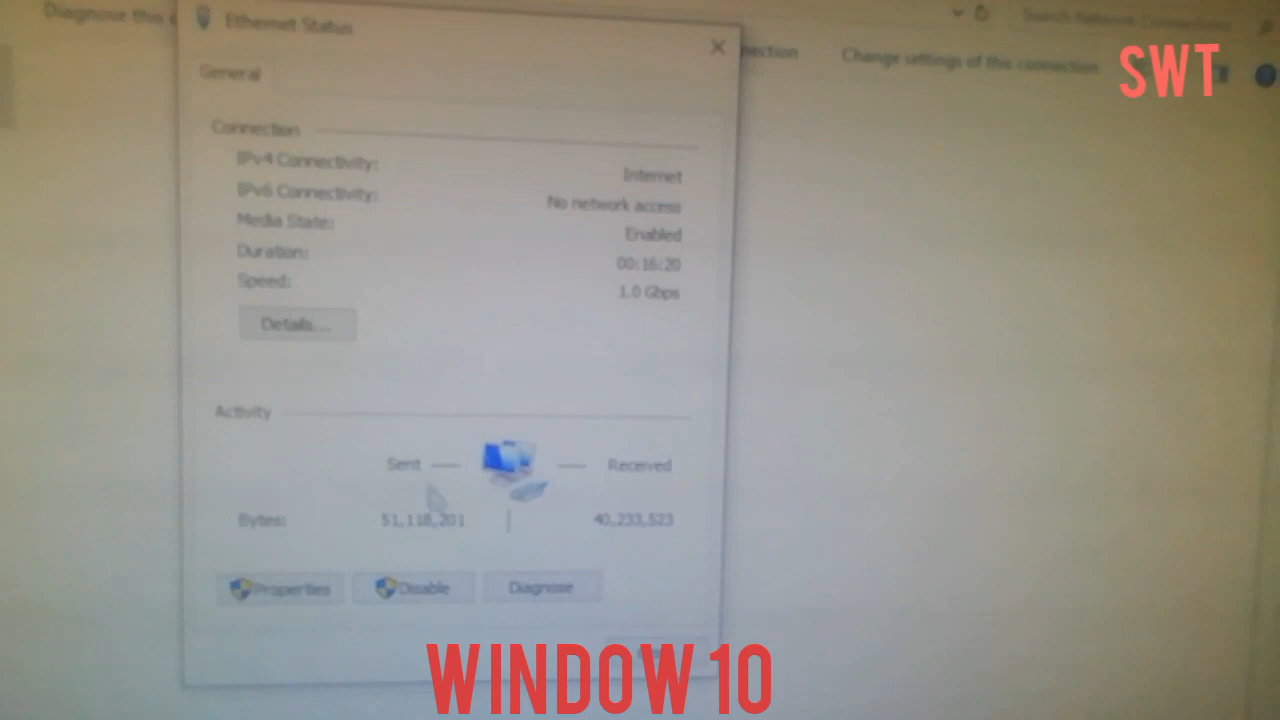 Diagnose this
Ethernet Status
Search Network Connections
Change settings of this connection
SWT
General
Connection
IPv4 Connectivity:
Internet
IPv6 Connectivity:
No network access
Media State:
Enabled
Duration:
00:16:20
Speed:
1.0 Gbps
Details...
Activity
Sent
Received
Bytes:
51,118,201
40,233,523
Properties
Disable
Diagnose
WINDOW 10